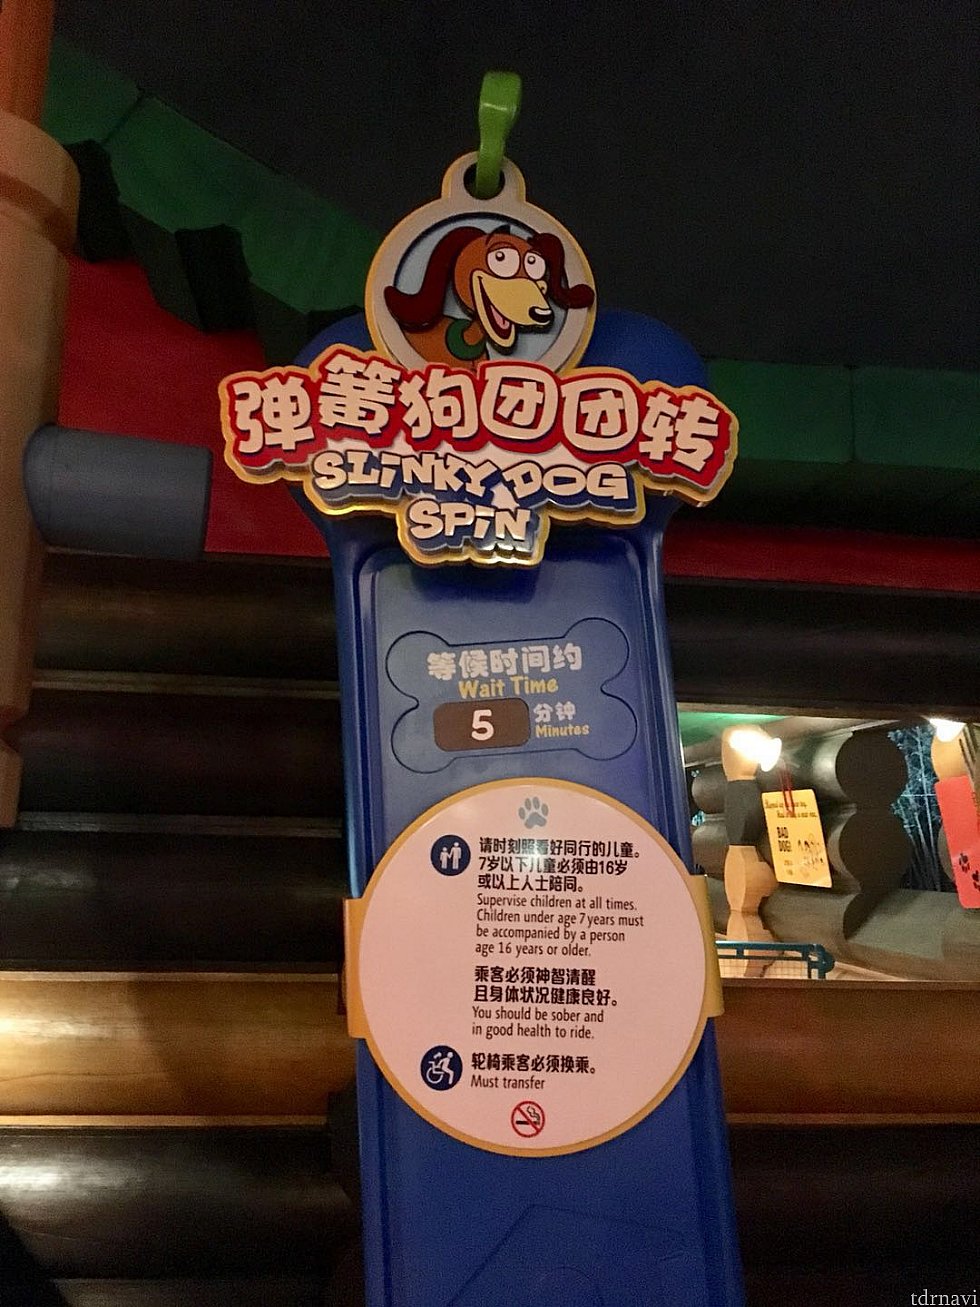 弹簧狗团团转
SLINKY DOG
SPIN
等候时间约
Wait Time
5 分钟
Minutes
请时刻照看好同行的儿童。
7岁以下儿童必须由16岁
或以上人士陪同。
Supervise children at all times.
Children under age 7 years must
be accompanied by a person
age 16 years or older.
乘客必须神智清醒
且身体状况健康良好。
You should be sober and
in good health to ride.
轮椅乘客必须换乘。
Must transfer
BAD
DOG!
tdrnavi